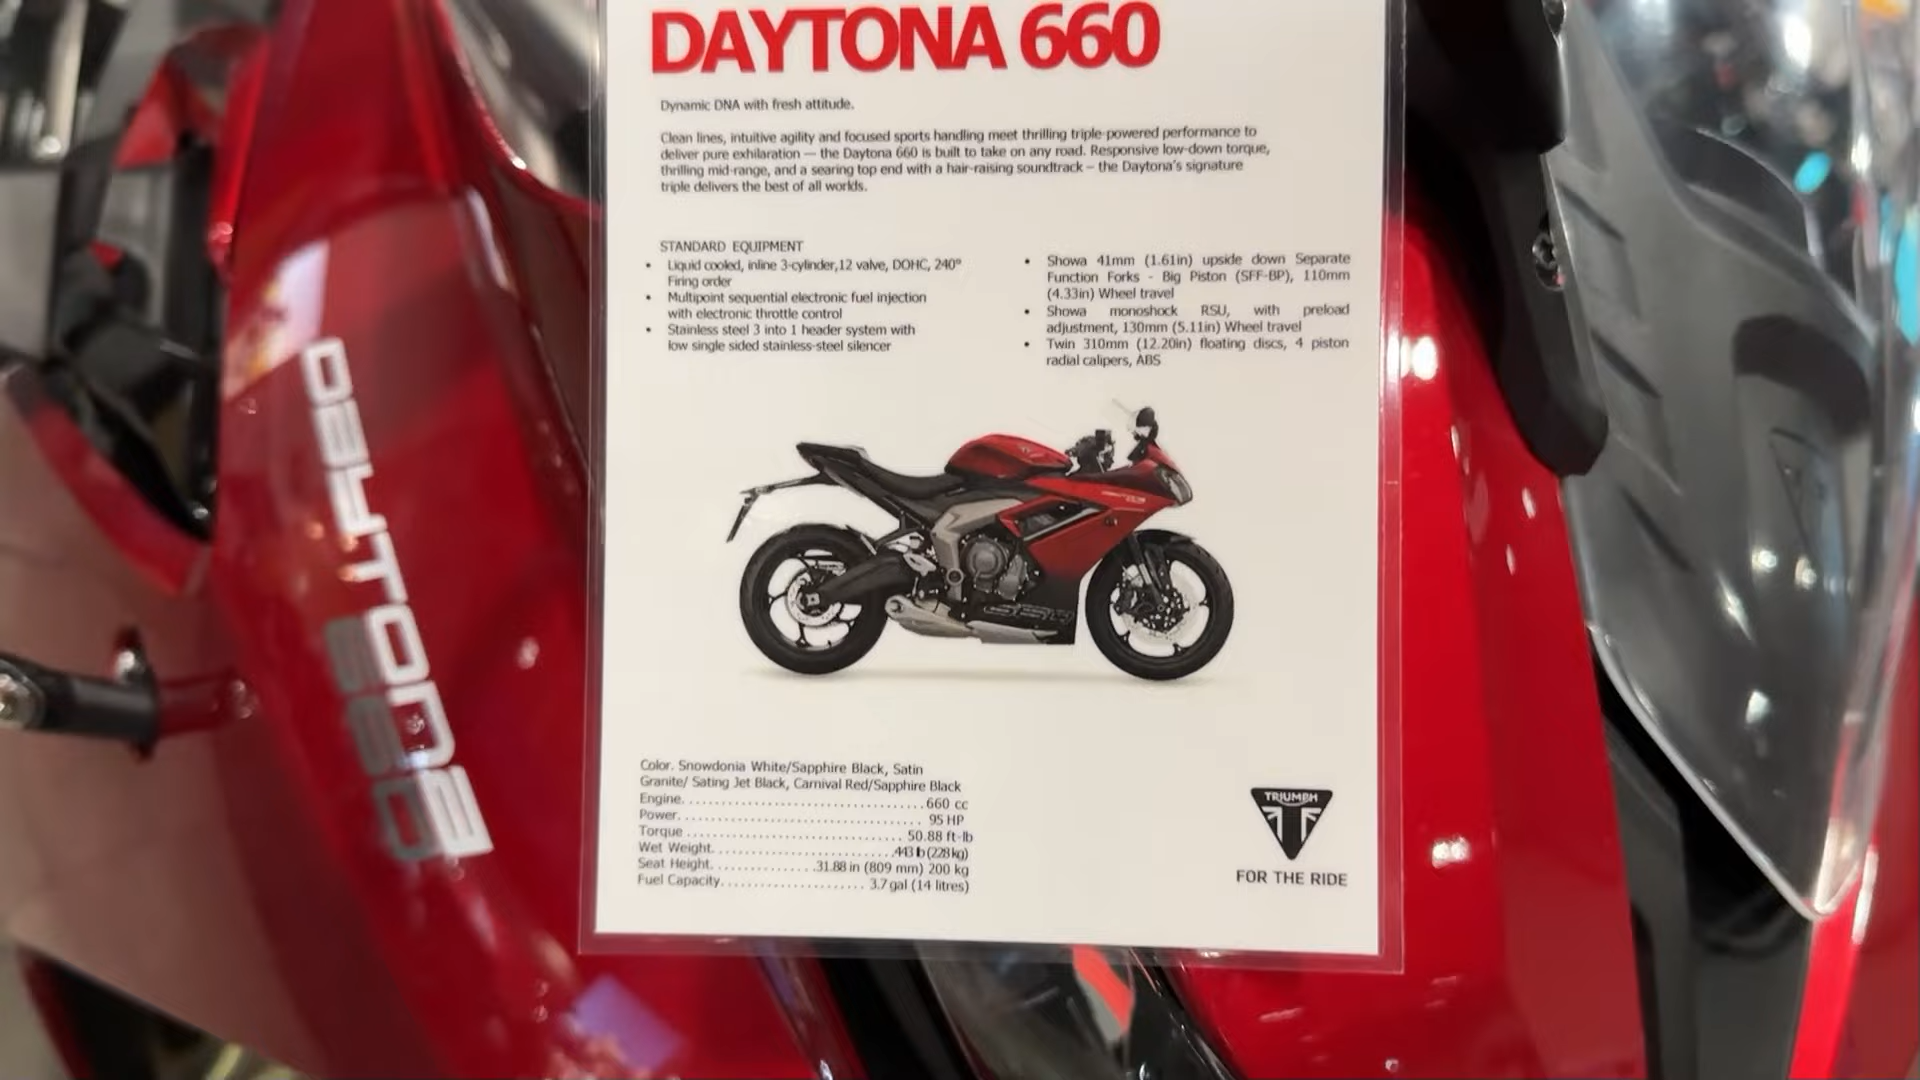 DAYTONA 660
Dynamic DNA with fresh attitude.
Clean lines, intuitive agility and focused sports handling meet thrilling triple-powered performance to
deliver pure exhilaration — the Daytona 660 is built to take on any road. Responsive low-down torque,
thrilling mid-range, and a searing top end with a hair-raising soundtrack – the Daytona's signature
triple delivers the best of all worlds.
STANDARD EQUIPMENT
• Liquid cooled, inline 3-cylinder,12 valve, DOHC, 240°
Firing order
• Multipoint sequential electronic fuel injection
with electronic throttle control
• Stainless steel 3 into 1 header system with
low single sided stainless-steel silencer
• Showa 41mm (1.61in) upside down Separate
Function Forks - Big Piston (SFF-BP), 110mm
(4.33in) Wheel travel
• Showa monoshock RSU, with preload
adjustment, 130mm (5.11in) Wheel travel
• Twin 310mm (12.20in) floating discs, 4 piston
radial calipers, ABS
Color. Snowdonia White/Sapphire Black, Satin
Granite/ Sating Jet Black, Carnival Red/Sapphire Black
Engine..................................660 cc
Power.................................. 95 HP
Torque.............................. 50.88 ft-lb
Wet Weight.........................443 lb (228 kg)
Seat Height..............31.88 in (809 mm) 200 kg
Fuel Capacity...................... 3.7 gal (14 litres)
TRIUMPH
FOR THE RIDE
DAYTONA
660